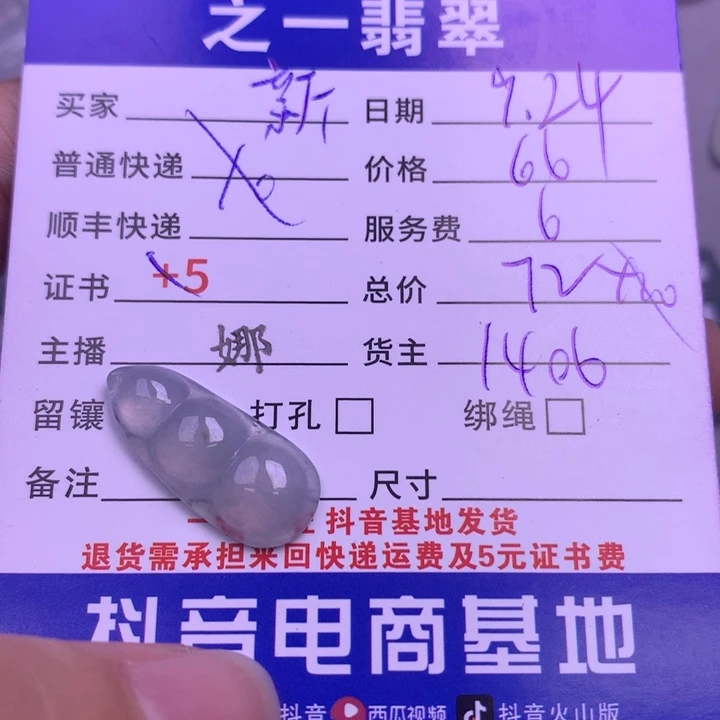 之一翡翠
买家 新 日期 9.24
普通快递 价格 66
顺丰快递 服务费 6
证书 +5 总价 72
主播 娜 货主 1406
留镶 打孔 □ 绑绳 □
备注 尺寸
抖音基地发货
退货需承担来回快递运费及5元证书费
抖音电商基地
抖音 西瓜视频 抖音火山版